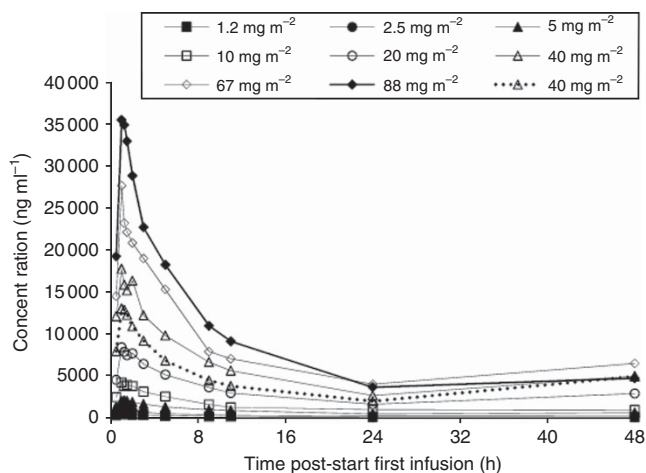 1.2 mg m⁻² 2.5 mg m⁻² 5 mg m⁻²
10 mg m⁻² 20 mg m⁻² 40 mg m⁻²
67 mg m⁻² 88 mg m⁻² 40 mg m⁻²
40 000
35 000
30 000
25 000
20 000
15 000
10 000
5000
0
Concent ration (ng ml⁻¹)
0 8 16 24 32 40 48
Time post-start first infusion (h)